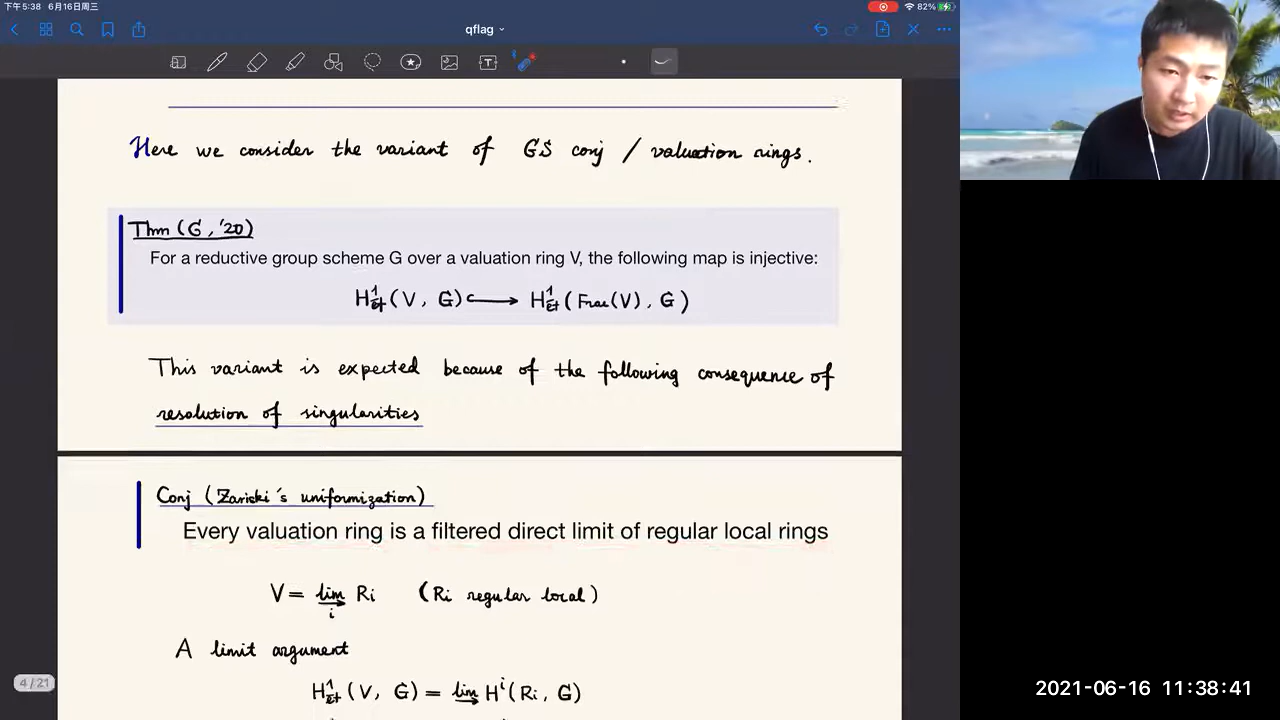 下午5:38 6月16日周三
82%
qflag
Here we consider the variant of GS conj / valuation rings.
Thm (G, '20)
For a reductive group scheme G over a valuation ring V, the following map is injective:
H¹ét(V, G) ↪ H¹ét(Frac(V), G)
This variant is expected because of the following consequence of
resolution of singularities
Conj (Zariski's uniformization)
Every valuation ring is a filtered direct limit of regular local rings
V = lim→i Ri (Ri regular local)
A limit argument
H¹ét(V, G) = lim→ Hⁱ(Ri, G)
4 / 21
2021-06-16 11:38:41